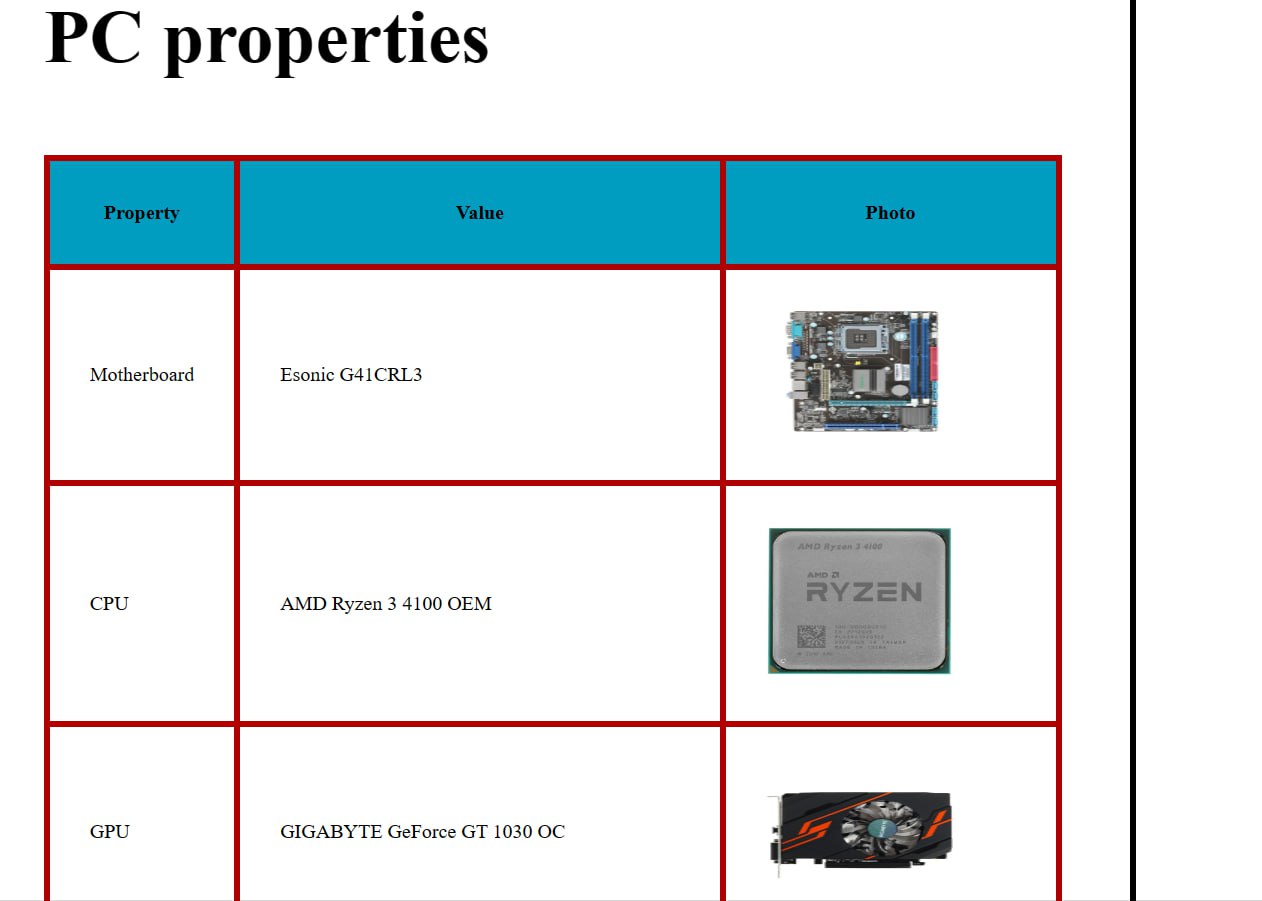 PC properties
Property Value Photo
Motherboard Esonic G41CRL3
AMD Ryzen 3 4100
AMD
RYZEN
CPU AMD Ryzen 3 4100 OEM
GPU GIGABYTE GeForce GT 1030 OC